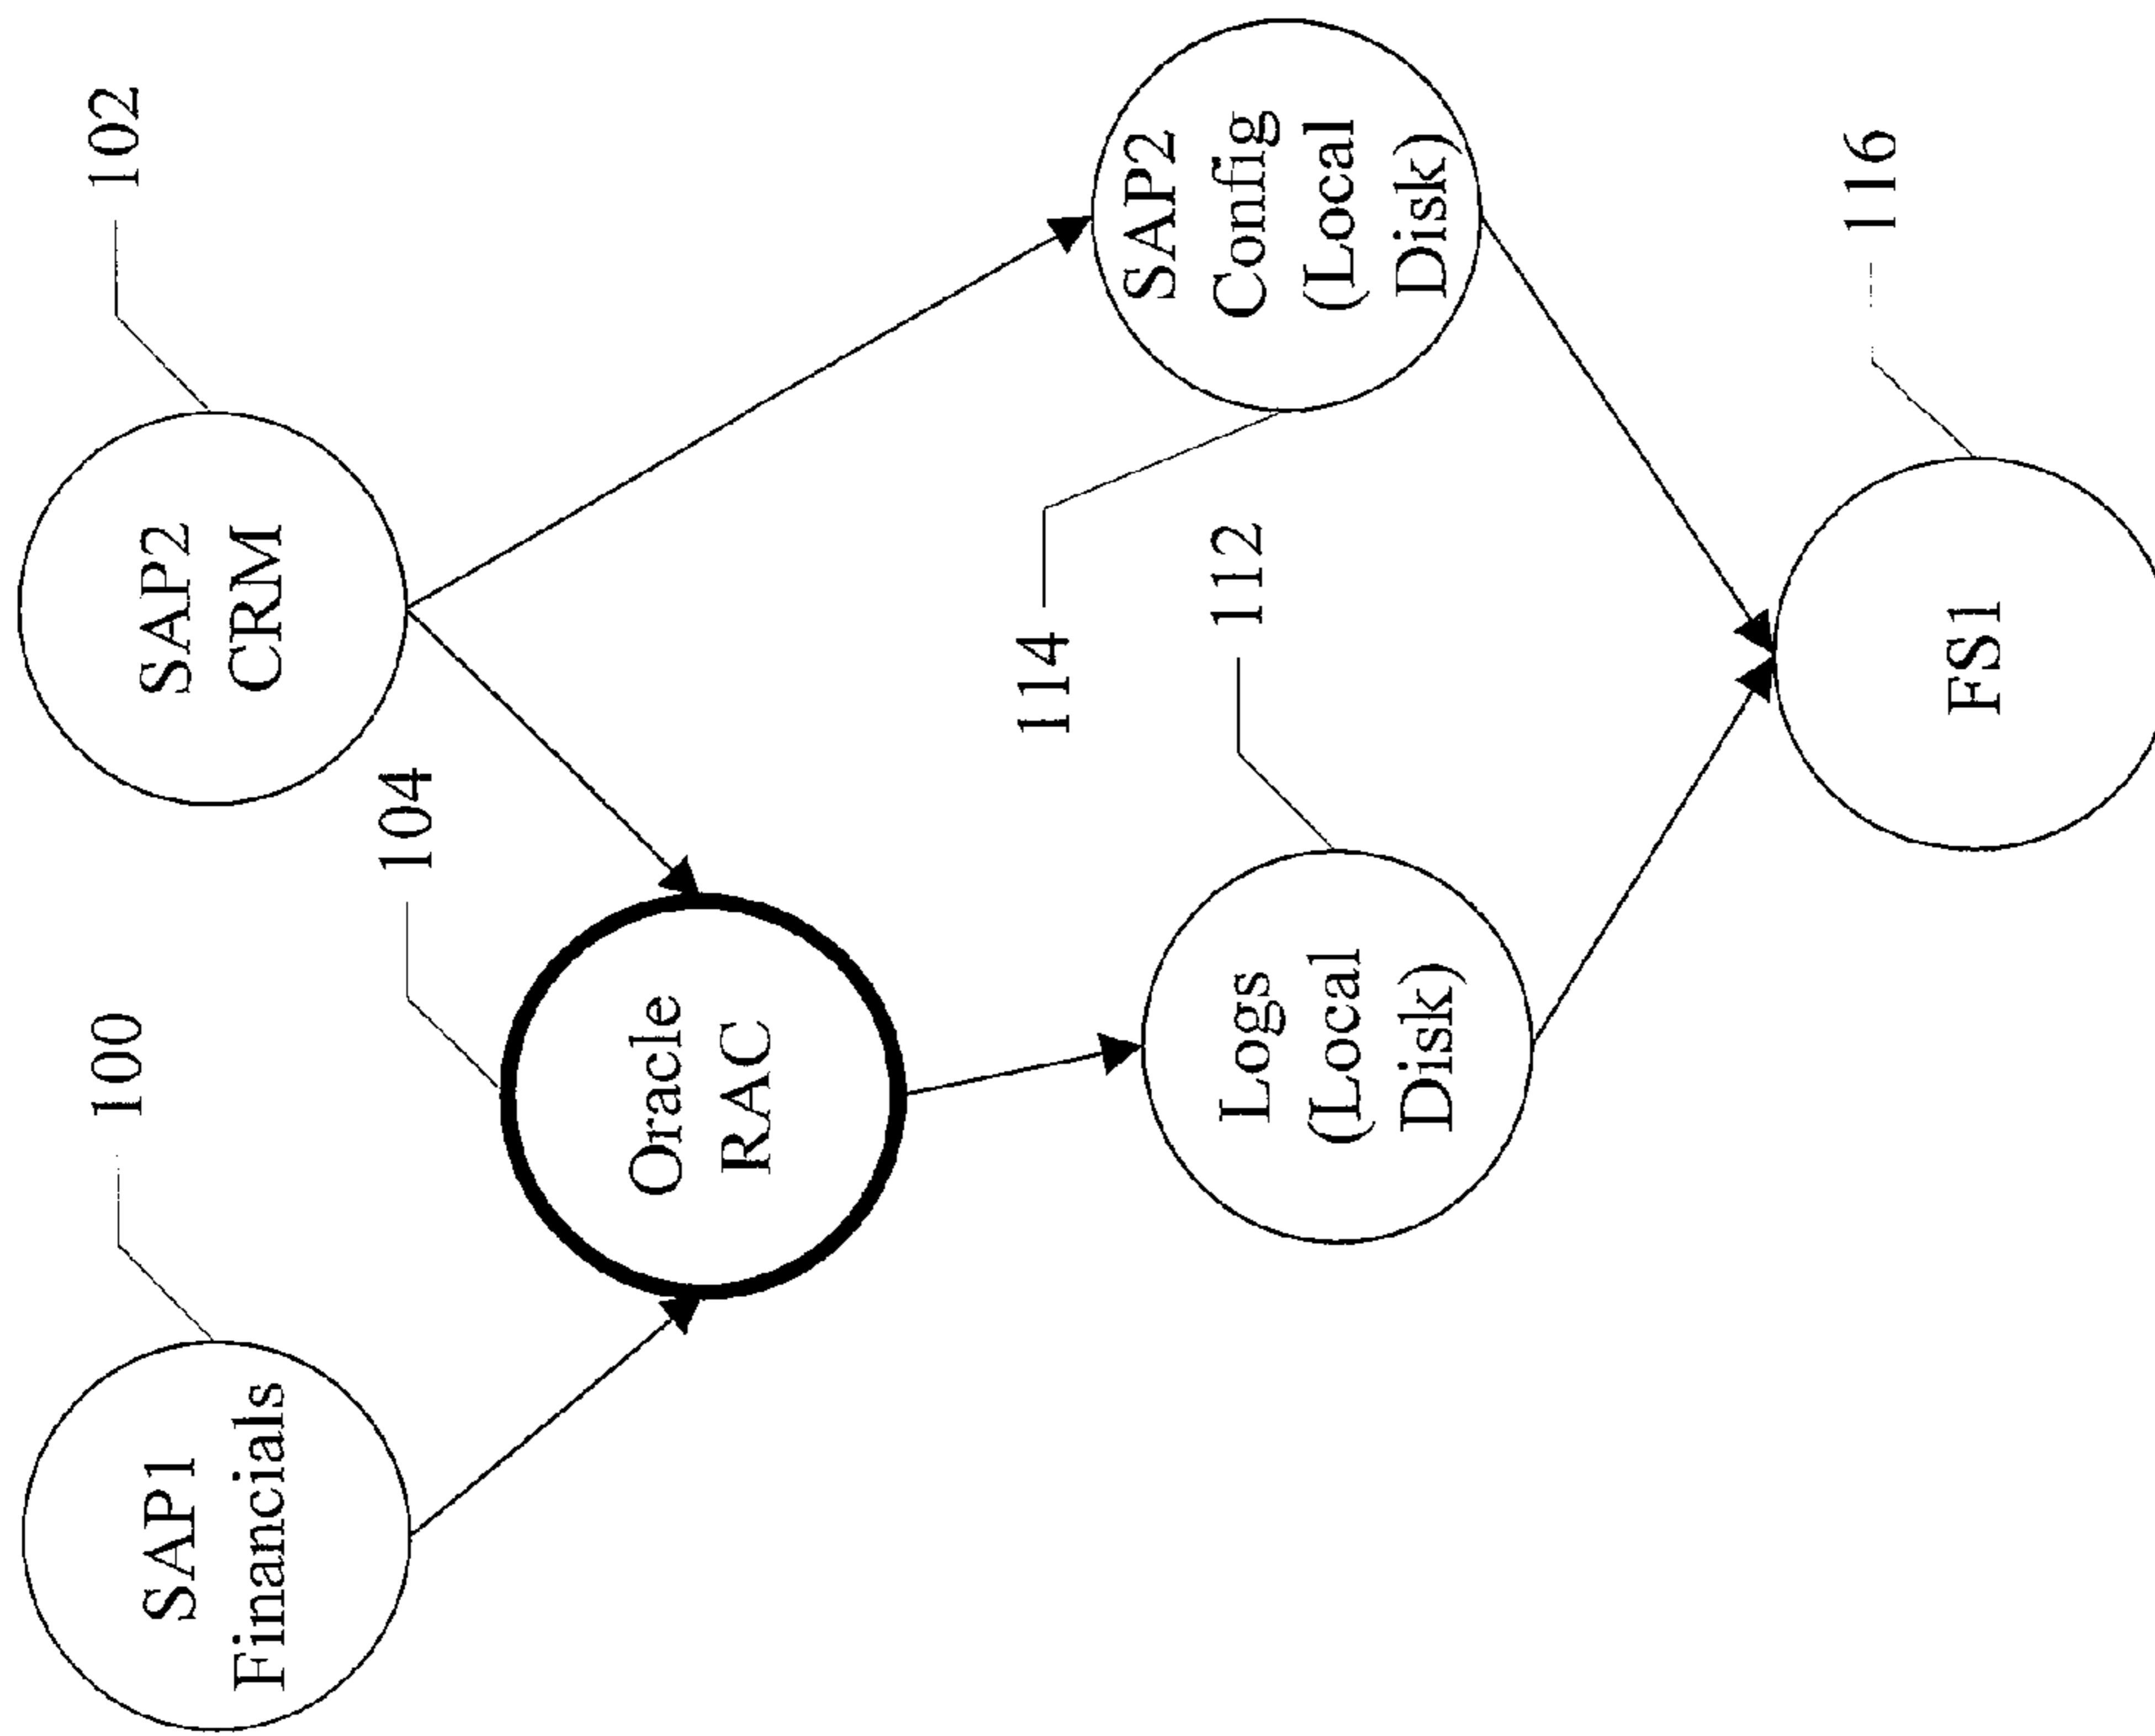 100
SAP1
Financials
102
SAP2
CRM
104
Oracle
RAC
114
SAP2
Config
(Local
Disk)
112
Logs
(Local
Disk)
116
FS1